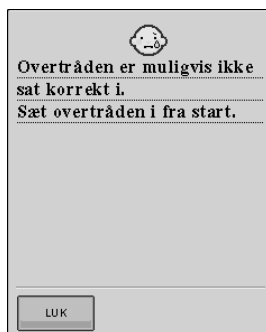 Overtråden er muligvis ikke
sat korrekt i.
Sæt overtråden i fra start.
LUK